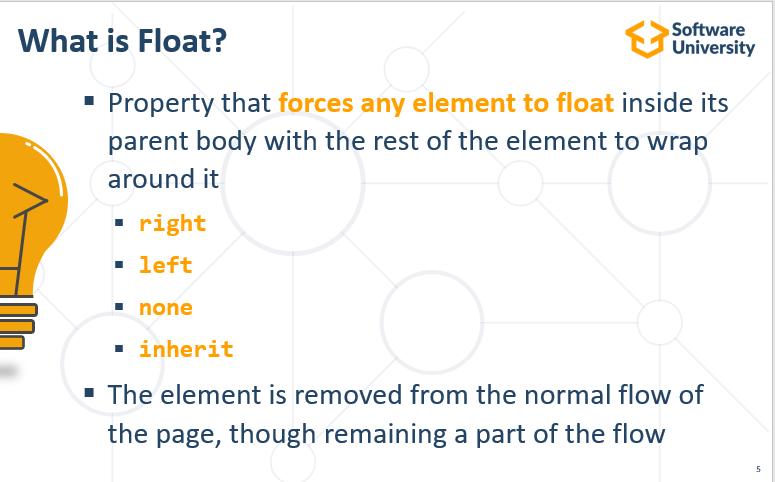 What is Float?
Software
University
▪ Property that forces any element to float inside its
parent body with the rest of the element to wrap
around it
▪ right
▪ left
▪ none
▪ inherit
▪ The element is removed from the normal flow of
the page, though remaining a part of the flow
5